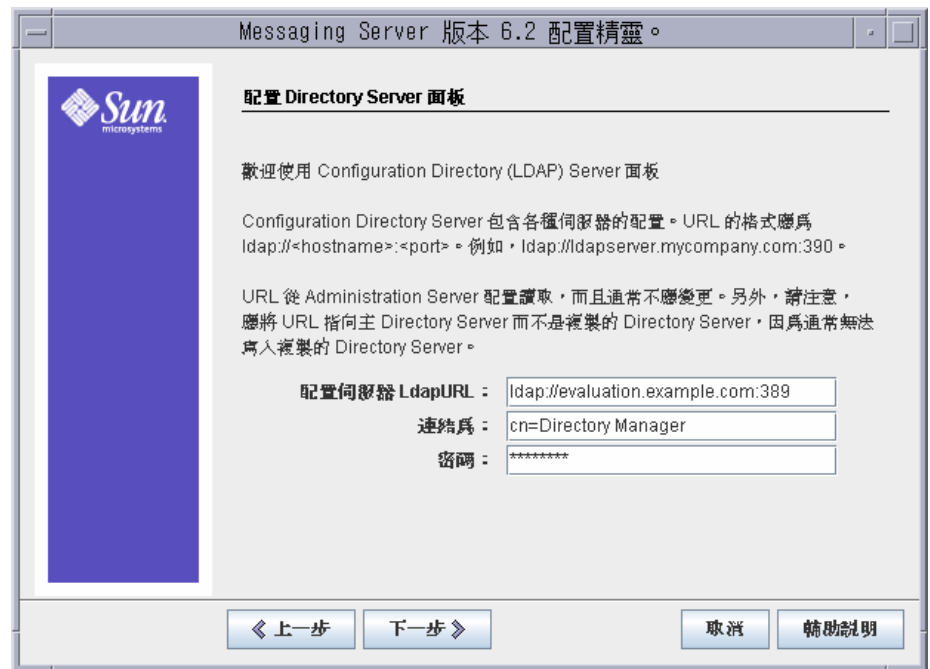 Messaging Server 版本 6.2 配置精靈。
Sun
microsystems
配置 Directory Server 面板
歡迎使用 Configuration Directory (LDAP) Server 面板
Configuration Directory Server 包含各種伺服器的配置。URL 的格式應為
ldap://<hostname>:<port>。例如，ldap://ldapserver.mycompany.com:390。
URL 從 Administration Server 配置讀取，而且通常不應變更。另外，請注意，
應將 URL 指向主 Directory Server 而不是複製的 Directory Server，因為通常無法
寫入複製的 Directory Server。
配置伺服器 LdapURL： ldap://evaluation.example.com:389
連結為： cn=Directory Manager
密碼： ********
上一步 下一步 取消 輔助說明